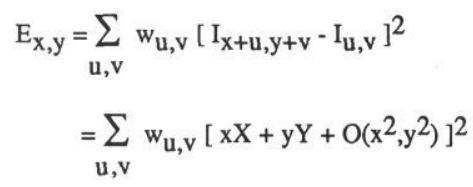 E_{x,y} = ∑_{u,v} w_{u,v} [ I_{x+u,y+v} - I_{u,v} ]^2
= ∑_{u,v} w_{u,v} [ xX + yY + O(x^2,y^2) ]^2